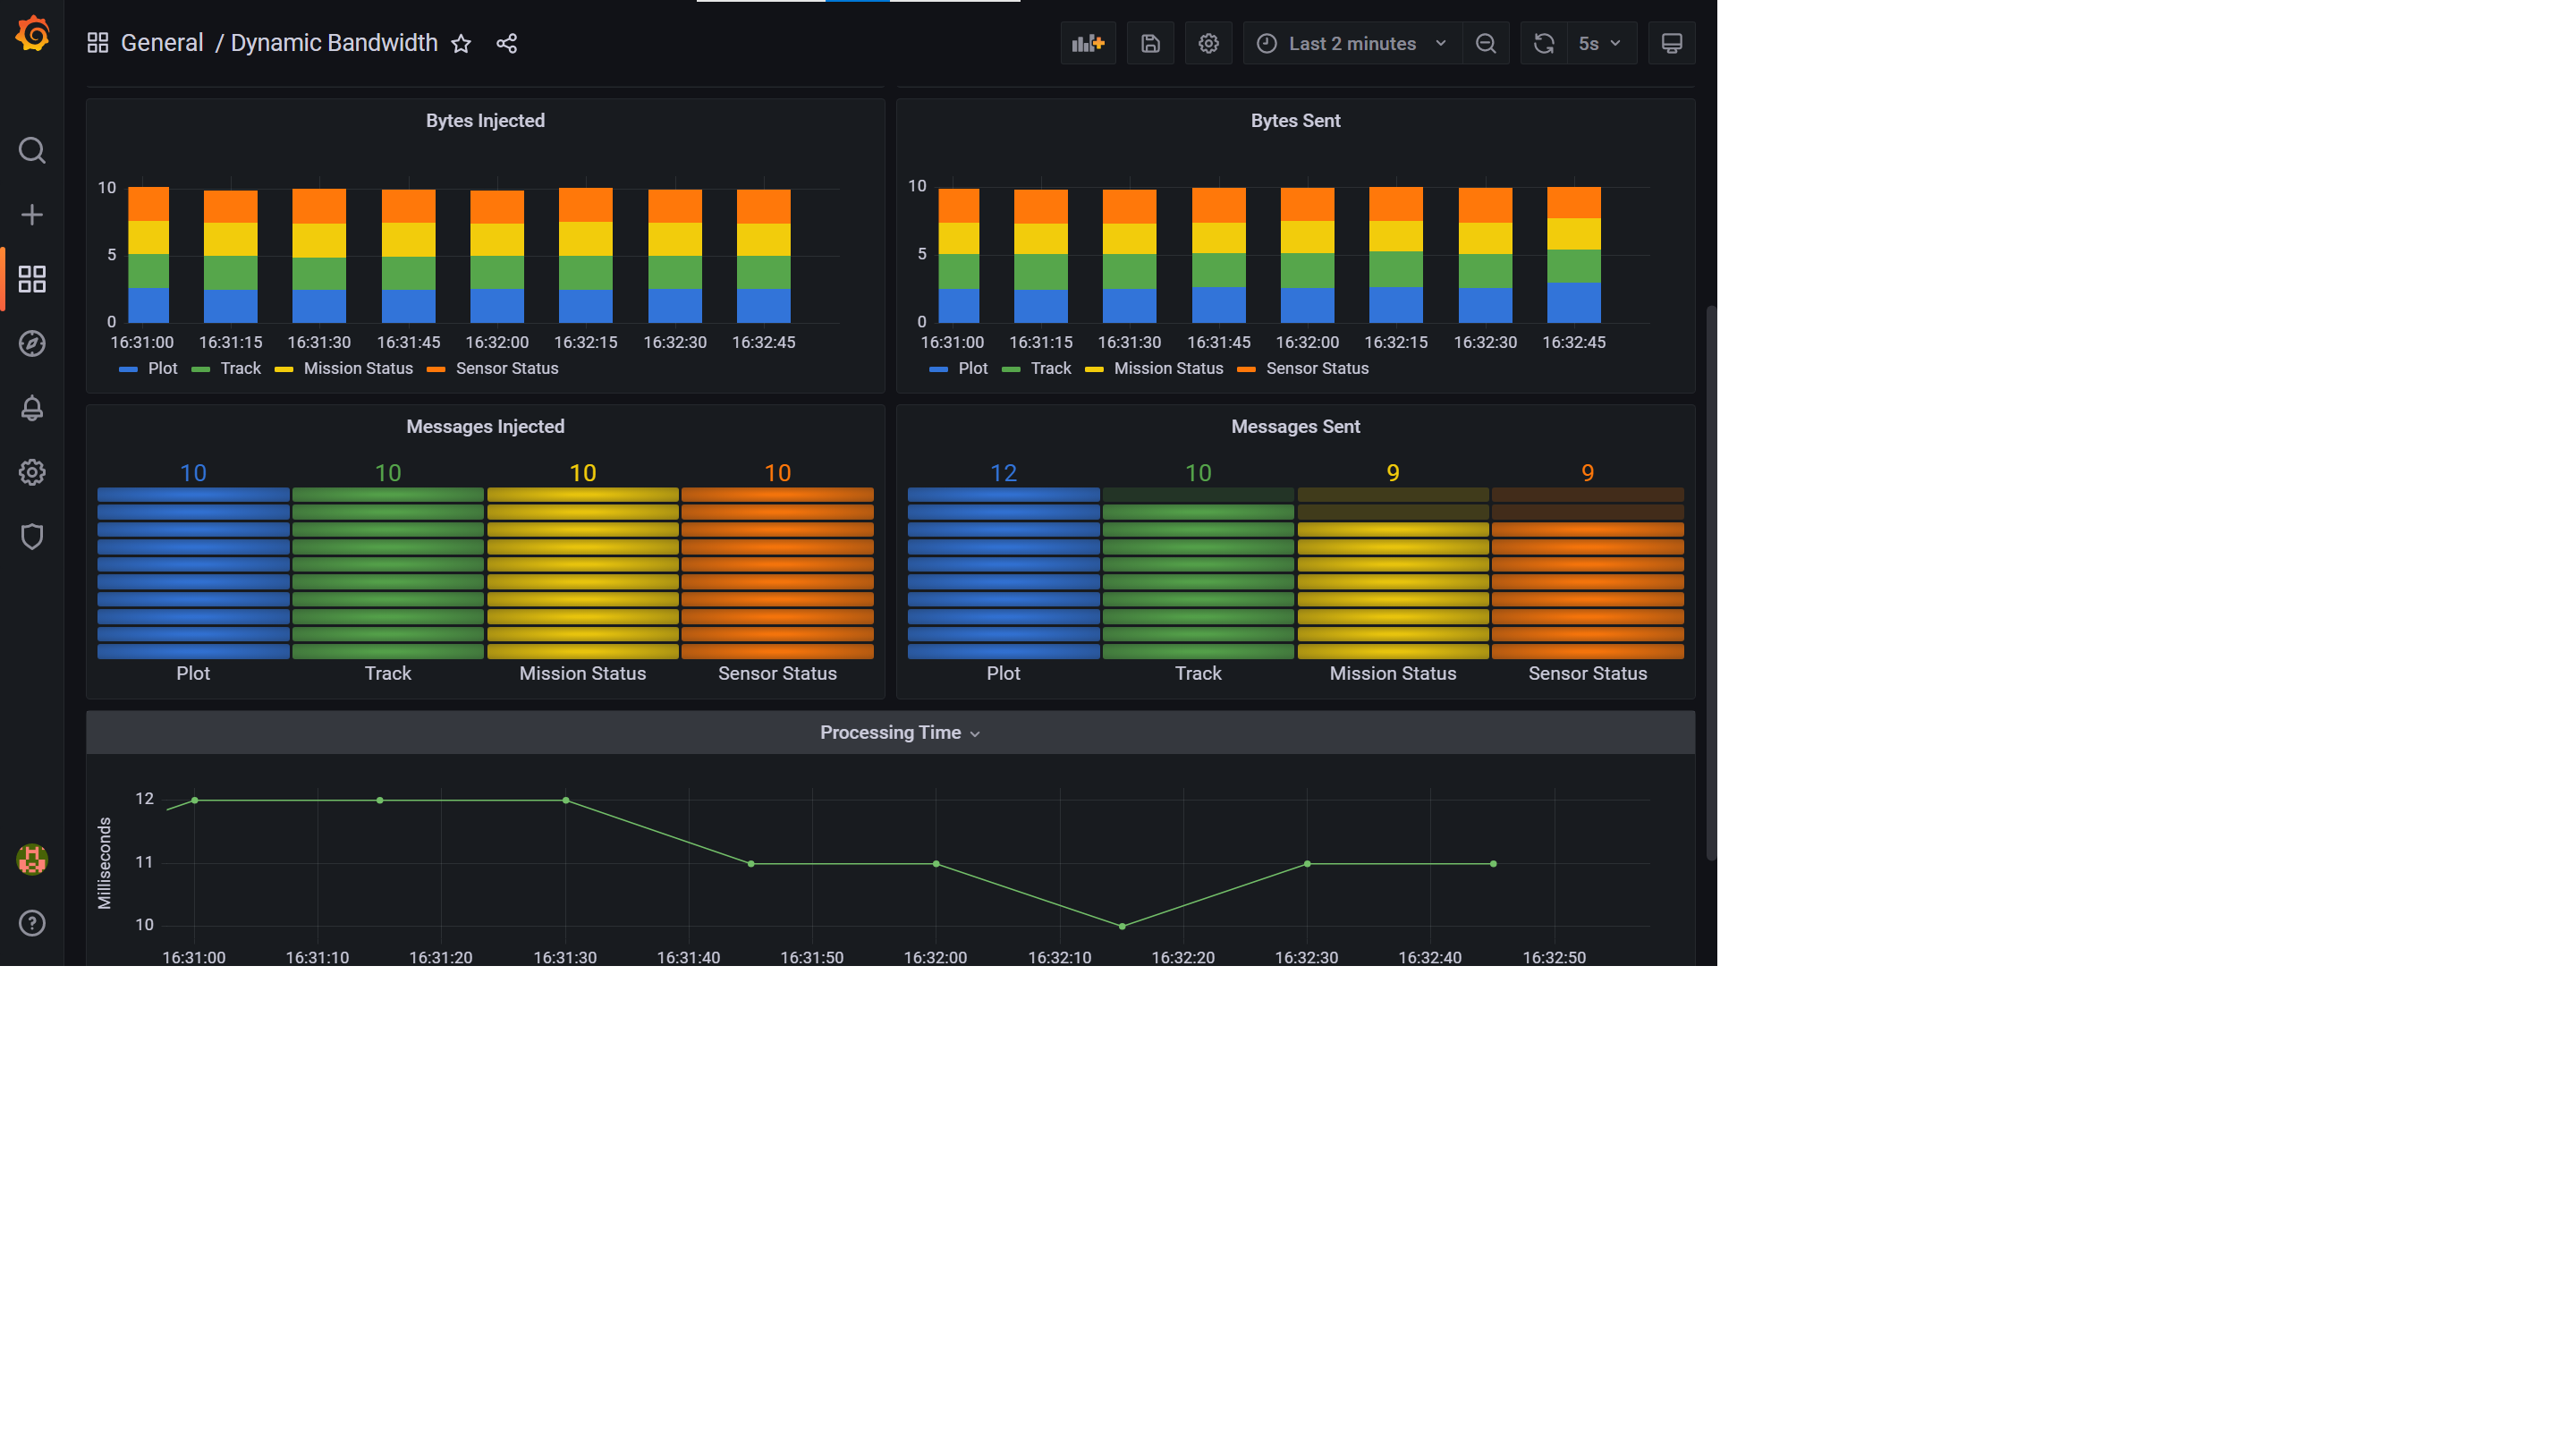 General / Dynamic Bandwidth
Last 2 minutes
5s
Bytes Injected
10
5
0
16:31:00 16:31:15 16:31:30 16:31:45 16:32:00 16:32:15 16:32:30 16:32:45
Plot Track Mission Status Sensor Status
Bytes Sent
10
5
0
16:31:00 16:31:15 16:31:30 16:31:45 16:32:00 16:32:15 16:32:30 16:32:45
Plot Track Mission Status Sensor Status
Messages Injected
10 10 10 10
Plot Track Mission Status Sensor Status
Messages Sent
12 10 9 9
Plot Track Mission Status Sensor Status
Processing Time
Milliseconds
12
11
10
16:31:00 16:31:10 16:31:20 16:31:30 16:31:40 16:31:50 16:32:00 16:32:10 16:32:20 16:32:30 16:32:40 16:32:50